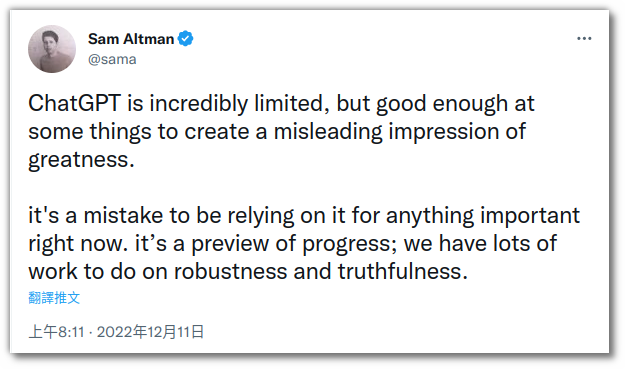 Sam Altman
@sama
ChatGPT is incredibly limited, but good enough at
some things to create a misleading impression of
greatness.
it's a mistake to be relying on it for anything important
right now. it’s a preview of progress; we have lots of
work to do on robustness and truthfulness.
翻譯推文
上午8:11 · 2022年12月11日